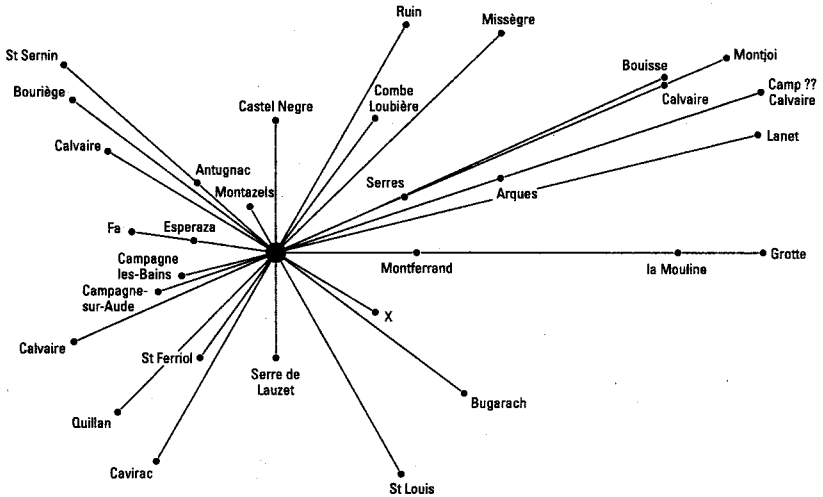 Ruin
Missègre
St Sernin
Bouisse
Montjoi
Bouriège
Combe
Loubière
Camp ??
Calvaire
Castel Negre
Calvaire
Lanet
Calvaire
Antugnac
Montazels
Serres
Arques
Fa
Esperaza
Campagne
les-Bains
Montferrand
la Mouline
Grotte
Campagne-
sur-Aude
X
Calvaire
St Ferriol
Serre de
Lauzet
Bugarach
Quillan
Cavirac
St Louis